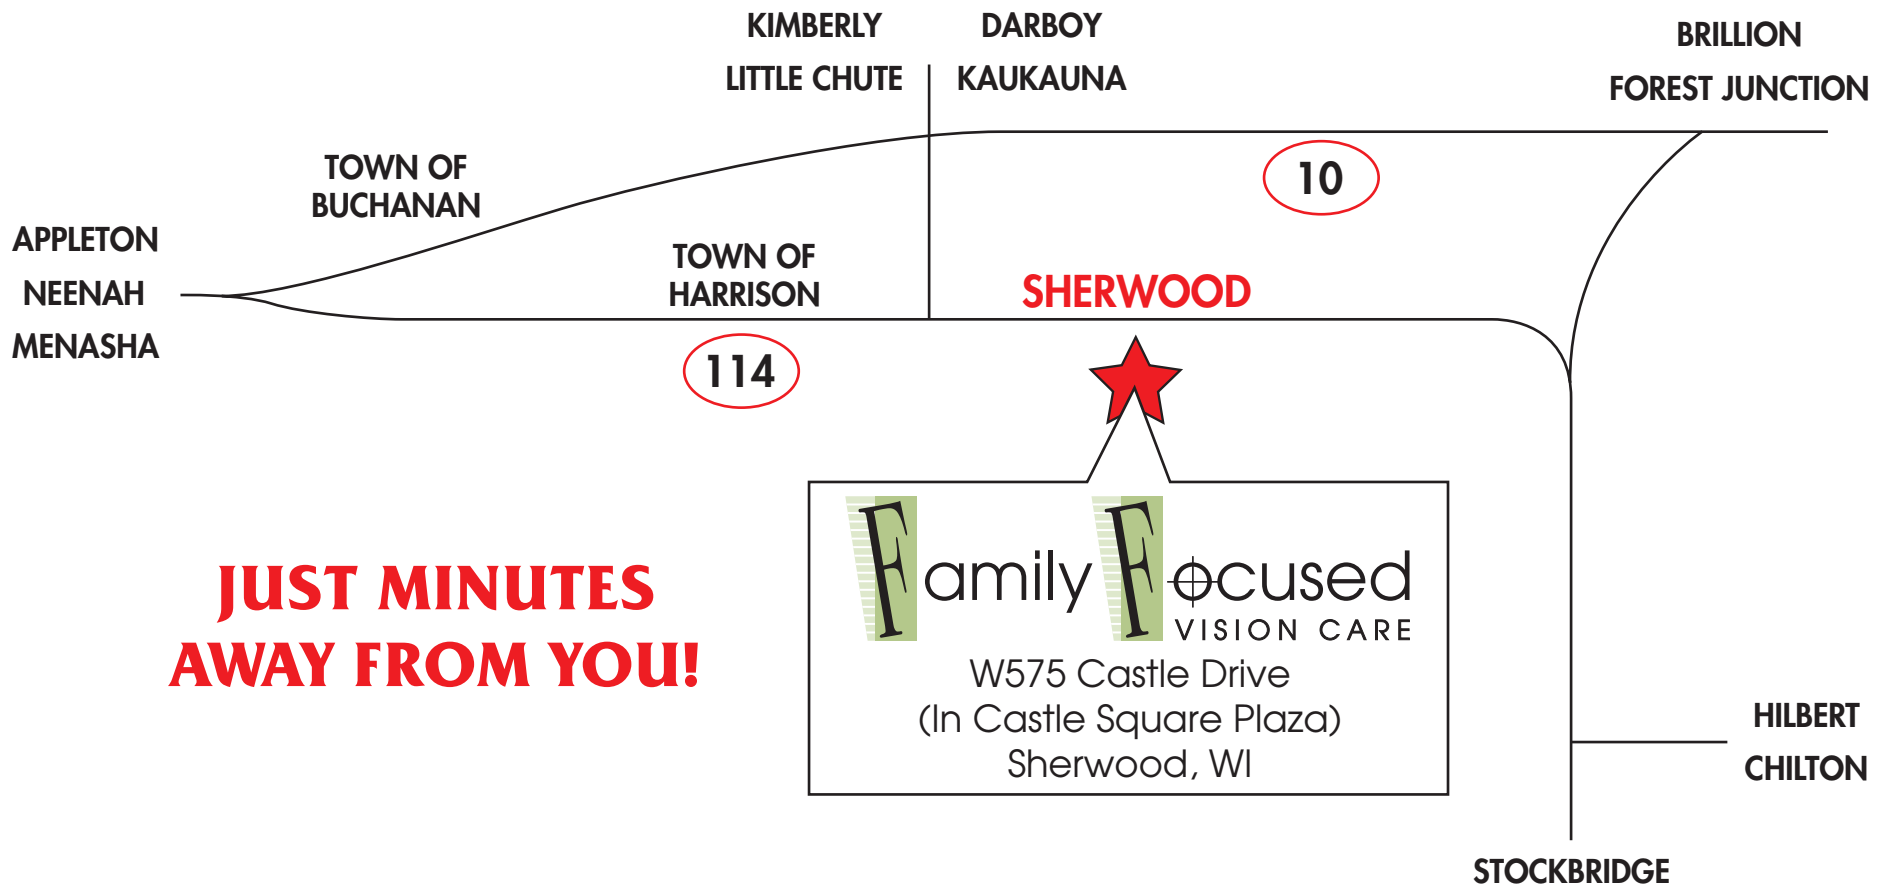 KIMBERLY
LITTLE CHUTE
DARBOY
KAUKAUNA
BRILLION
FOREST JUNCTION
TOWN OF
BUCHANAN
10
APPLETON
NEENAH
MENASHA
TOWN OF
HARRISON
SHERWOOD
114
JUST MINUTES
AWAY FROM YOU!
Family Focused
VISION CARE
W575 Castle Drive
(In Castle Square Plaza)
Sherwood, WI
HILBERT
CHILTON
STOCKBRIDGE